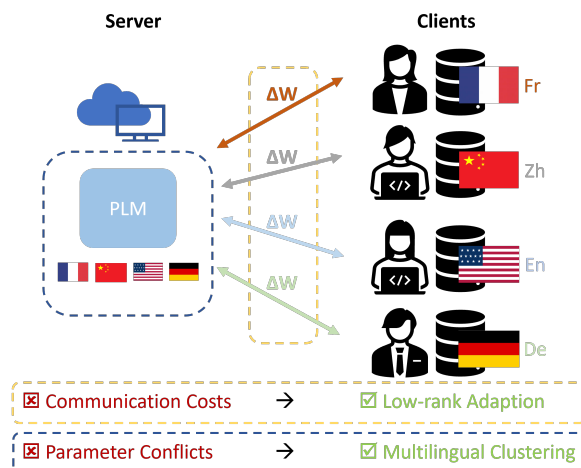 Server
Clients
ΔW
Fr
ΔW
Zh
PLM
ΔW
En
ΔW
De
Communication Costs → Low-rank Adaption
Parameter Conflicts → Multilingual Clustering